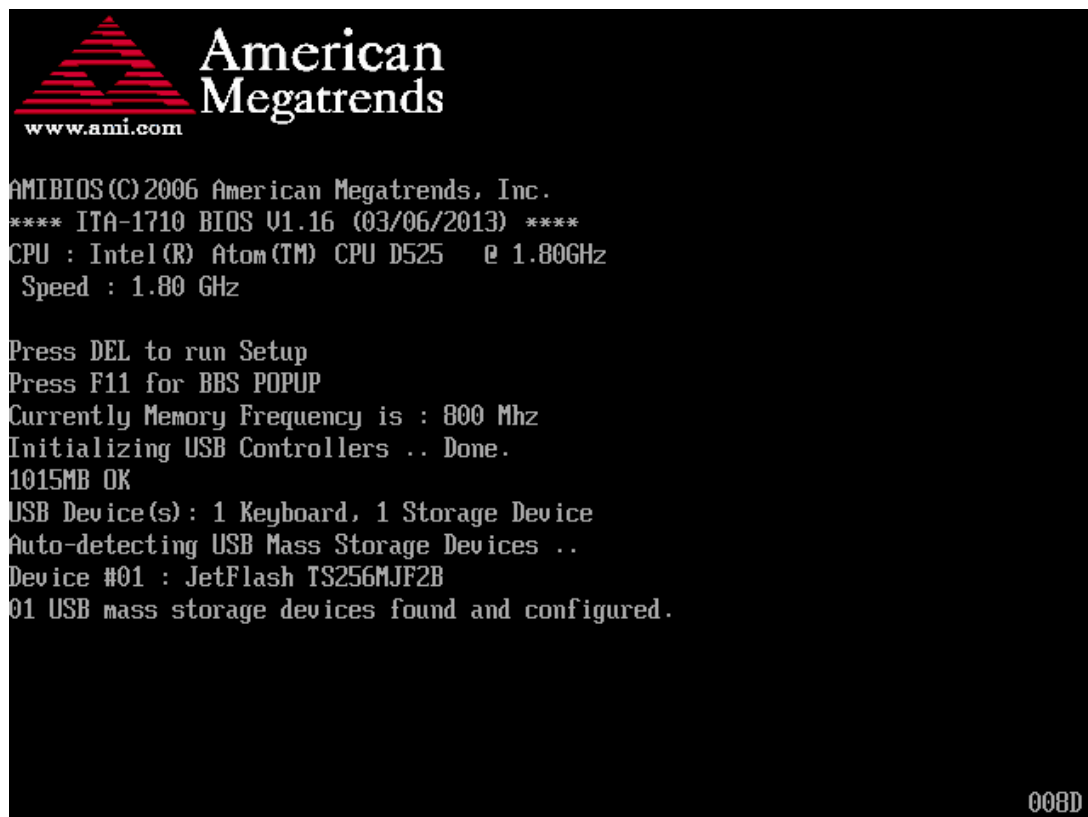 American
Megatrends
www.ami.com
AMIBIOS(C)2006 American Megatrends, Inc.
**** ITA-1710 BIOS V1.16 (03/06/2013) ****
CPU : Intel(R) Atom(TM) CPU D525   @ 1.80GHz
Speed : 1.80 GHz
Press DEL to run Setup
Press F11 for BBS POPUP
Currently Memory Frequency is : 800 Mhz
Initializing USB Controllers .. Done.
1015MB OK
USB Device(s): 1 Keyboard, 1 Storage Device
Auto-detecting USB Mass Storage Devices ..
Device #01 : JetFlash TS256MJF2B
01 USB mass storage devices found and configured.
008D